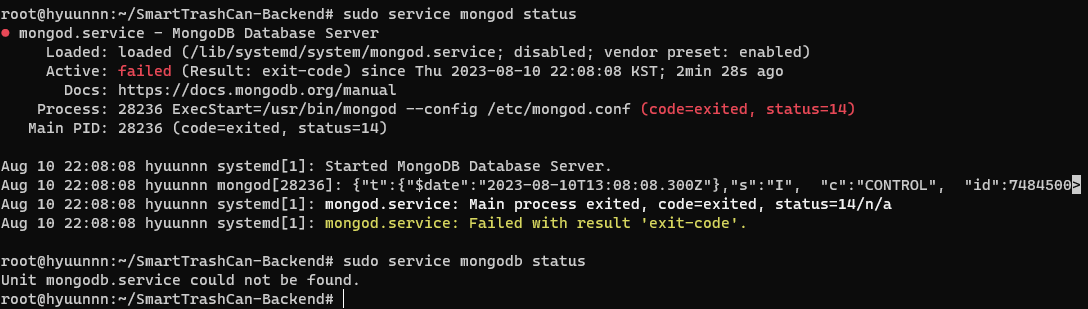 root@hyuunnn:~/SmartTrashCan-Backend# sudo service mongod status
● mongod.service - MongoDB Database Server
Loaded: loaded (/lib/systemd/system/mongod.service; disabled; vendor preset: enabled)
Active: failed (Result: exit-code) since Thu 2023-08-10 22:08:08 KST; 2min 28s ago
Docs: https://docs.mongodb.org/manual
Process: 28236 ExecStart=/usr/bin/mongod --config /etc/mongod.conf (code=exited, status=14)
Main PID: 28236 (code=exited, status=14)
Aug 10 22:08:08 hyuunnn systemd[1]: Started MongoDB Database Server.
Aug 10 22:08:08 hyuunnn mongod[28236]: {"t":{"$date":"2023-08-10T13:08:08.300Z"},"s":"I",  "c":"CONTROL",  "id":7484500>
Aug 10 22:08:08 hyuunnn systemd[1]: mongod.service: Main process exited, code=exited, status=14/n/a
Aug 10 22:08:08 hyuunnn systemd[1]: mongod.service: Failed with result 'exit-code'.
root@hyuunnn:~/SmartTrashCan-Backend# sudo service mongodb status
Unit mongodb.service could not be found.
root@hyuunnn:~/SmartTrashCan-Backend#